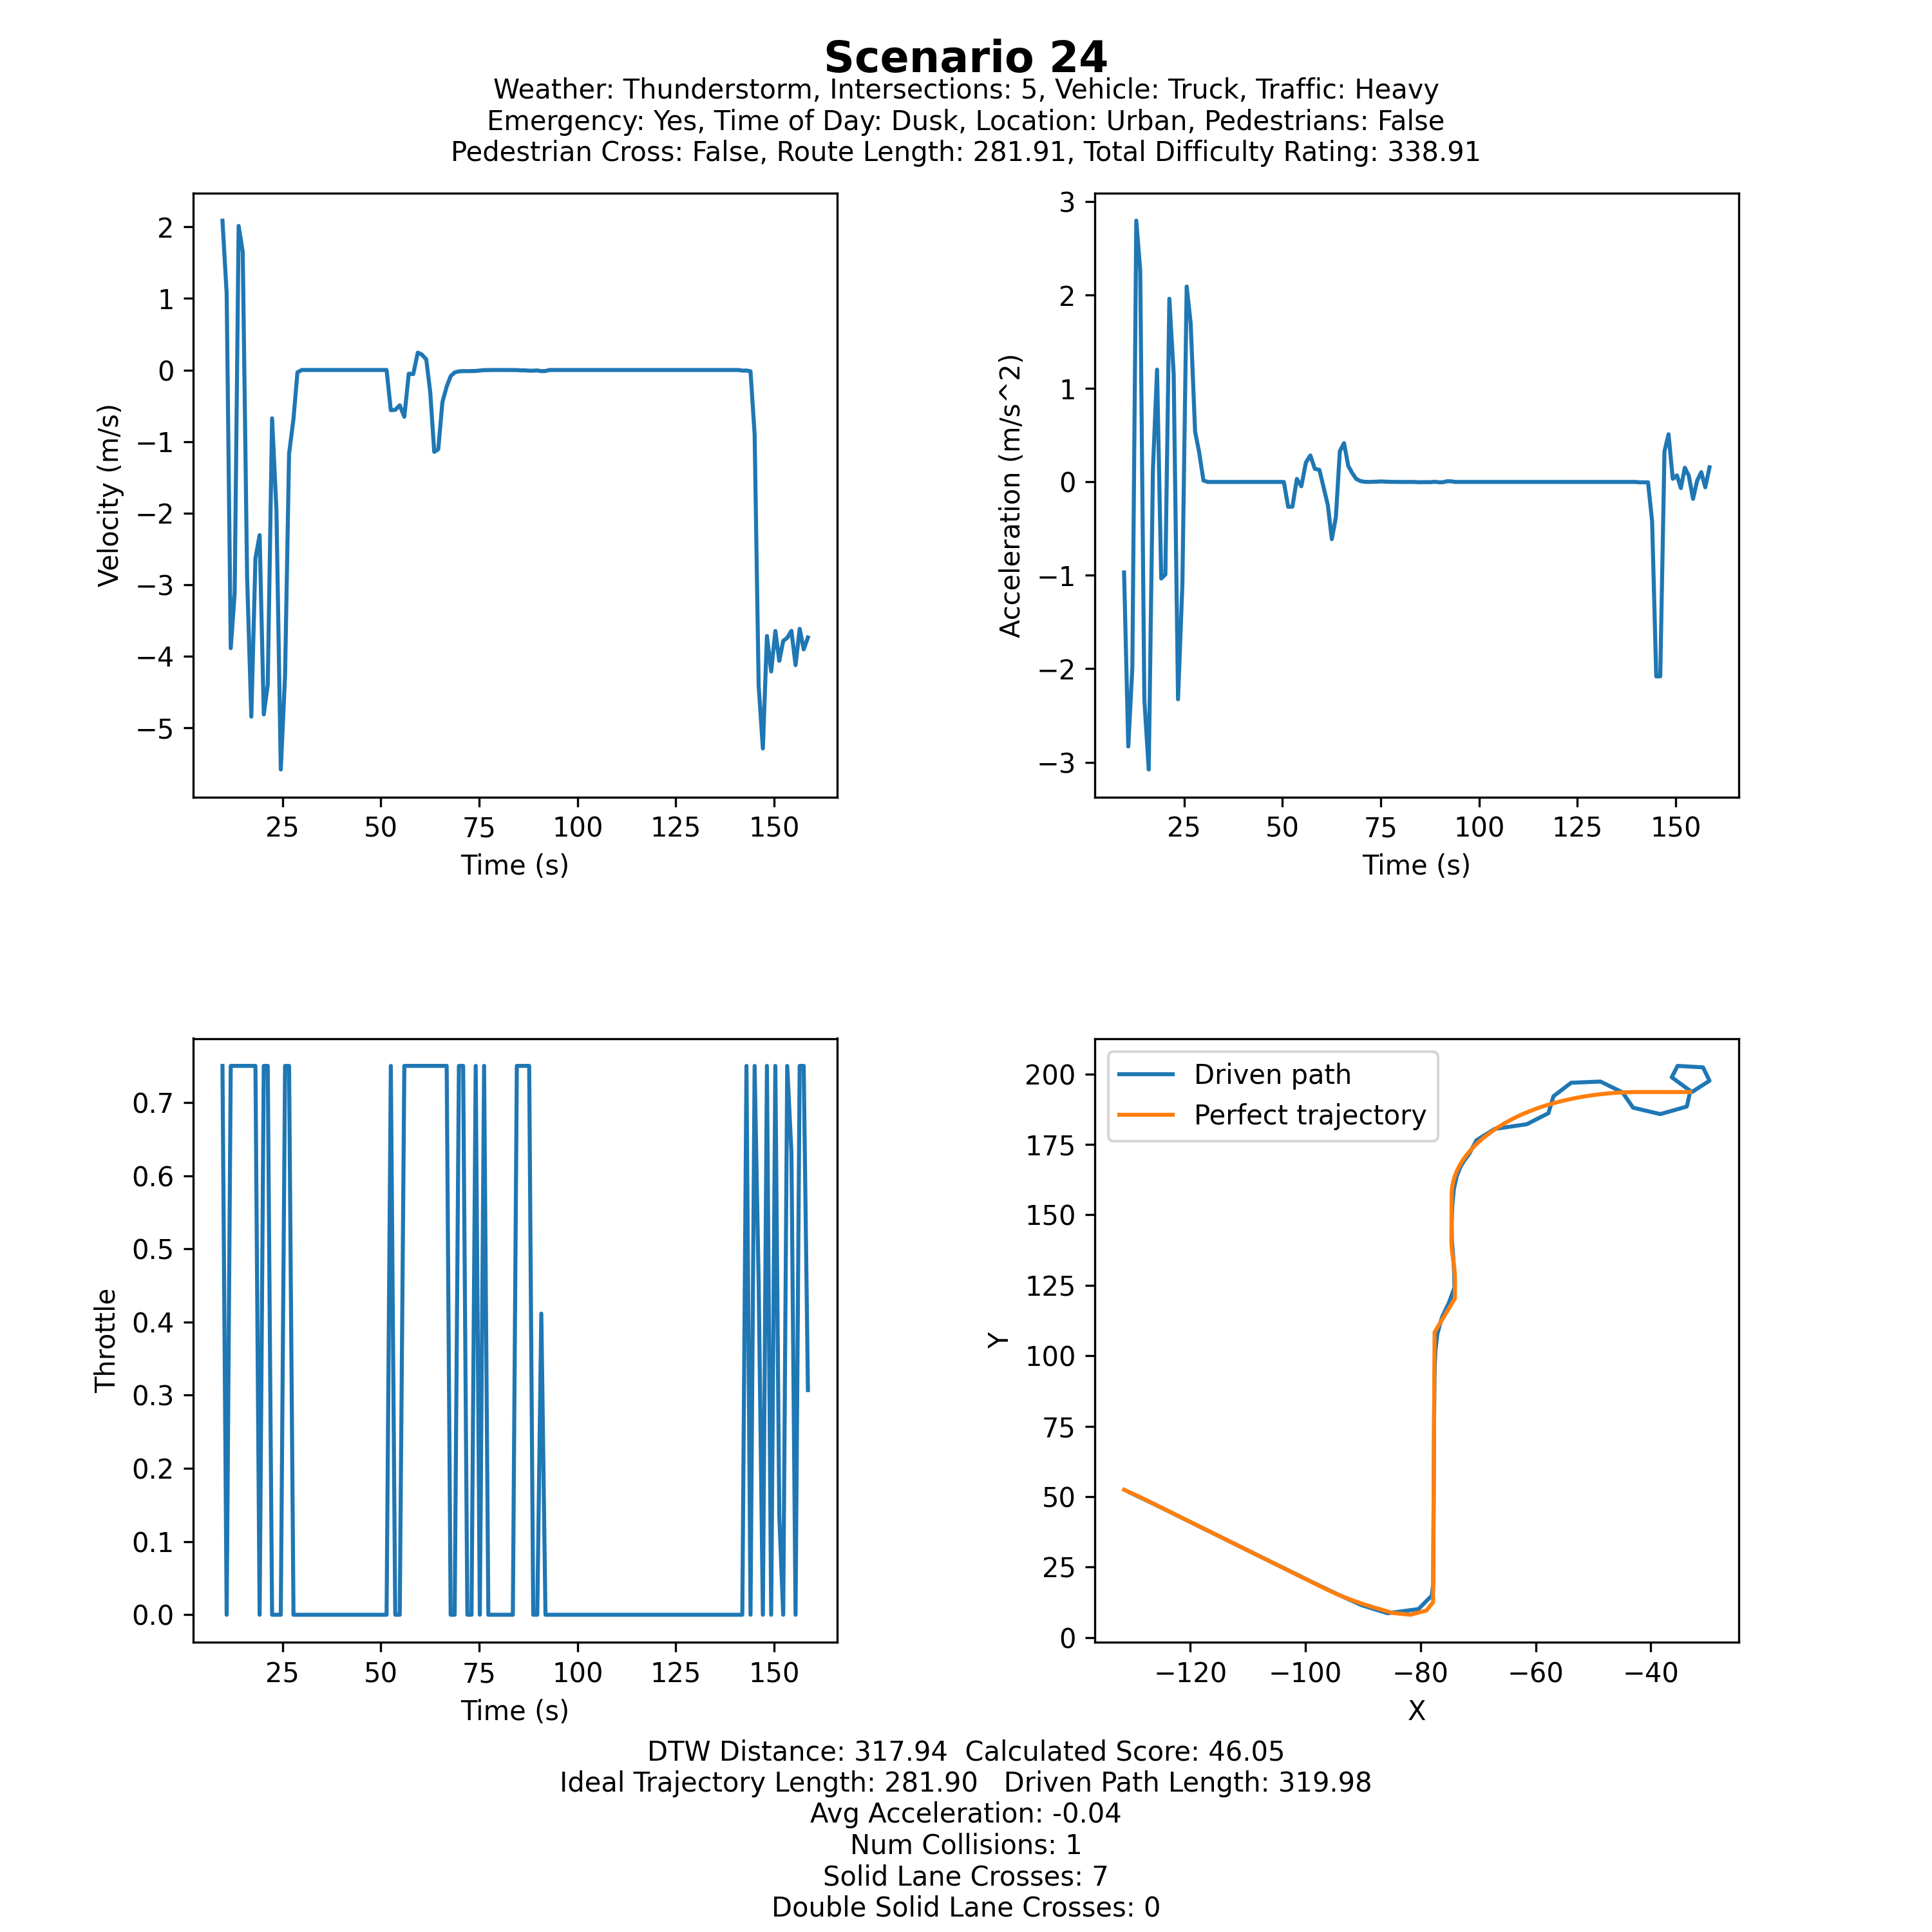 Scenario 24
Weather: Thunderstorm, Intersections: 5, Vehicle: Truck, Traffic: Heavy
Emergency: Yes, Time of Day: Dusk, Location: Urban, Pedestrians: False
Pedestrian Cross: False, Route Length: 281.91, Total Difficulty Rating: 338.91
Velocity (m/s)
2
1
0
−1
−2
−3
−4
−5
25 50 75 100 125 150
Time (s)
Acceleration (m/s^2)
3
2
1
0
−1
−2
−3
25 50 75 100 125 150
Time (s)
Throttle
0.7
0.6
0.5
0.4
0.3
0.2
0.1
0.0
25 50 75 100 125 150
Time (s)
Driven path
Perfect trajectory
Y
200
175
150
125
100
75
50
25
0
−120 −100 −80 −60 −40
X
DTW Distance: 317.94  Calculated Score: 46.05
Ideal Trajectory Length: 281.90   Driven Path Length: 319.98
Avg Acceleration: -0.04
Num Collisions: 1
Solid Lane Crosses: 7
Double Solid Lane Crosses: 0